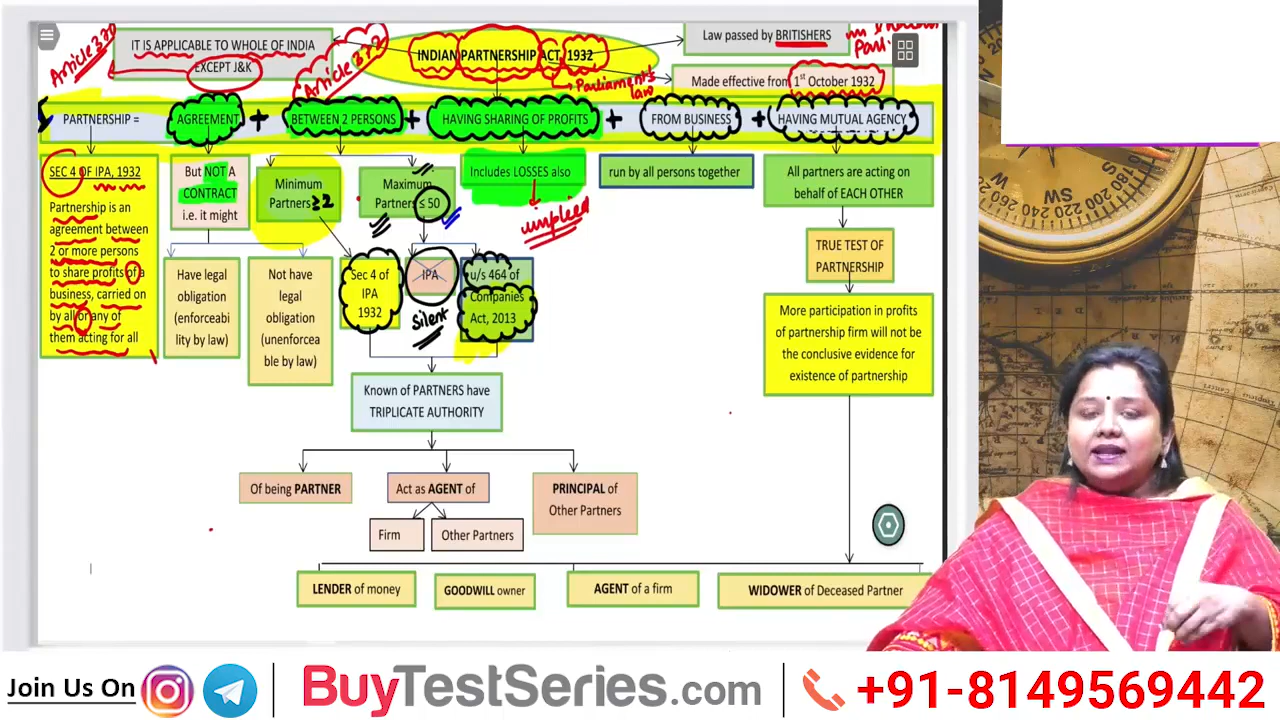 Article 370
IT IS APPLICABLE TO WHOLE OF INDIA
EXCEPT J&K
Article 372
INDIAN PARTNERSHIP ACT, 1932
Parliament's
law
Law passed by BRITISHERS
Made effective from 1st October 1932
PARTNERSHIP =
AGREEMENT
+
BETWEEN 2 PERSONS
+
HAVING SHARING OF PROFITS
+
FROM BUSINESS
+
HAVING MUTUAL AGENCY
SEC 4 OF IPA, 1932
Partnership is an
agreement between
2 or more persons
to share profits of a
business, carried on
by all or any of
them acting for all
But NOT A
CONTRACT
i.e. it might
Have legal
obligation
(enforceabi
lity by law)
Not have
legal
obligation
(unenforcea
ble by law)
Minimum
Partners ≥2
Maximum
Partners ≤ 50
Sec 4 of
IPA
1932
IPA
Silent
u/s 464 of
Companies
Act, 2013
Includes LOSSES also
implied
run by all persons together
All partners are acting on
behalf of EACH OTHER
TRUE TEST OF
PARTNERSHIP
More participation in profits
of partnership firm will not be
the conclusive evidence for
existence of partnership
Known of PARTNERS have
TRIPLICATE AUTHORITY
Of being PARTNER
Act as AGENT of
PRINCIPAL of
Other Partners
Firm
Other Partners
LENDER of money
GOODWILL owner
AGENT of a firm
WIDOWER of Deceased Partner
SW
W
Join Us On
BuyTestSeries.com
+91-8149569442